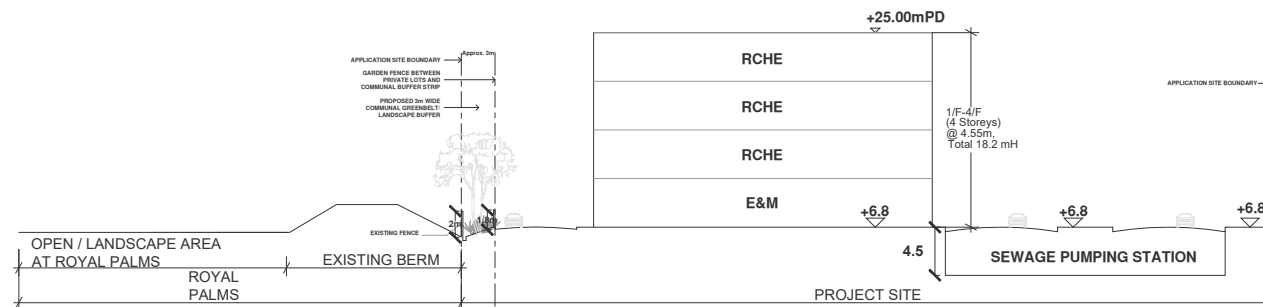 +25.00mPD
Approx. 3m
APPLICATION SITE BOUNDARY
GARDEN FENCE BETWEEN
PRIVATE LOTS AND
COMMUNAL BUFFER STRIP
PROPOSED 3m WIDE
COMMUNAL GREENBELT/
LANDSCAPE BUFFER
RCHE
RCHE
RCHE
E&M
APPLICATION SITE BOUNDARY
1/F-4/F
(4 Storeys)
@ 4.55m,
Total 18.2 mH
2m
1.8m
EXISTING FENCE
+6.8
+6.8
+6.8
4.5
SEWAGE PUMPING STATION
OPEN / LANDSCAPE AREA
AT ROYAL PALMS
EXISTING BERM
ROYAL
PALMS
PROJECT SITE